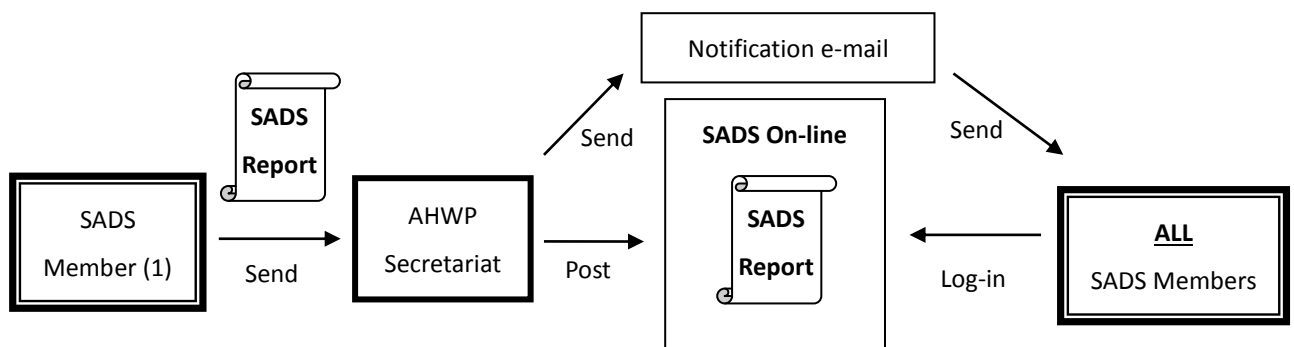 Notification e-mail
SADS
Report
Send
SADS On-line
Send
SADS
Member (1)
Send
AHWP
Secretariat
Post
SADS
Report
Log-in
ALL
SADS Members